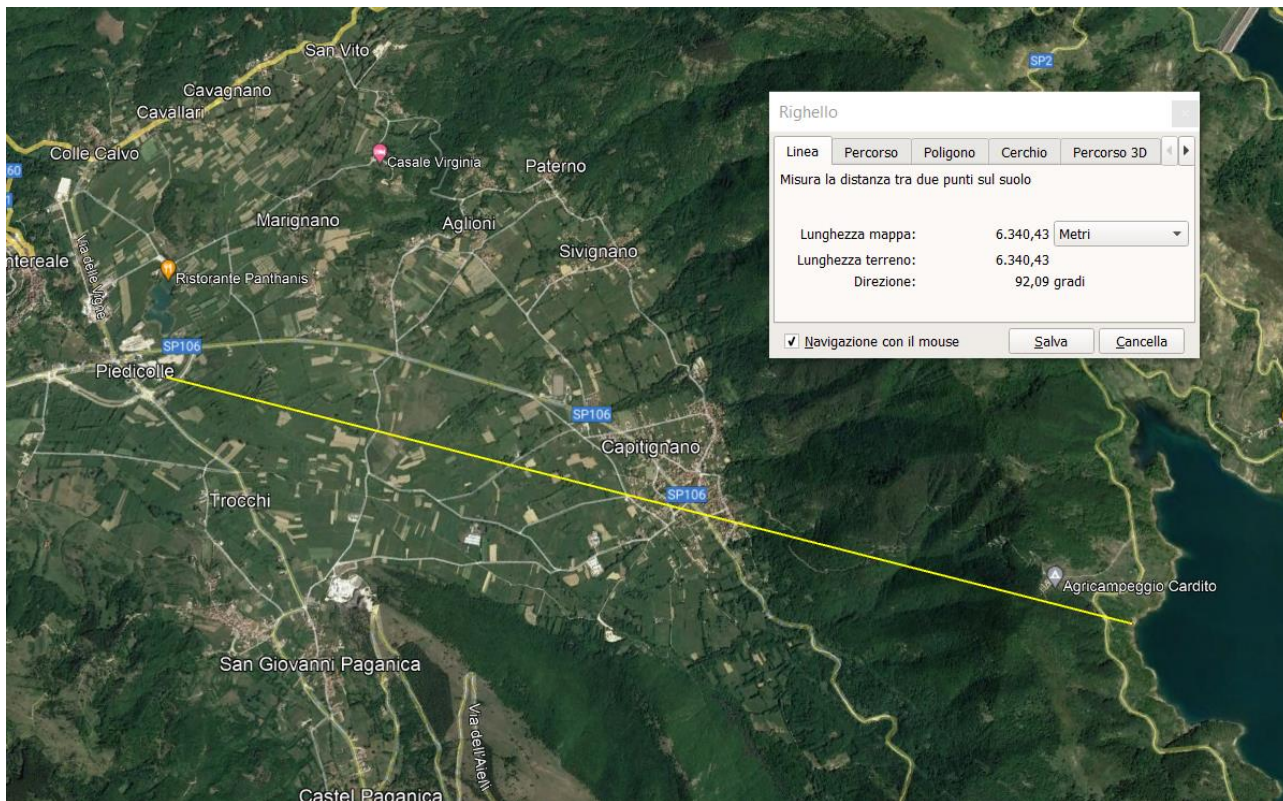 San Vito
SP2
Cavagnano
Cavallari
Righello
Colle Calvo
Casale Virginia
Paterno
Linea Percorso Poligono Cerchio Percorso 3D
Misura la distanza tra due punti sul suolo
60
1
Marignano
Aglioni
Lunghezza mappa: 6.340,43 Metri
Via delle Vigne
Sivignano
ntereale
Lunghezza terreno: 6.340,43
Ristorante Panthanis
Direzione: 92,09 gradi
Navigazione con il mouse Salva Cancella
SP106
Piedicolle
SP106
Capitignano
SP106
Trocchi
Agricampeggio Cardito
San Giovanni Paganica
Via dell'Aielli
Castel Paganica